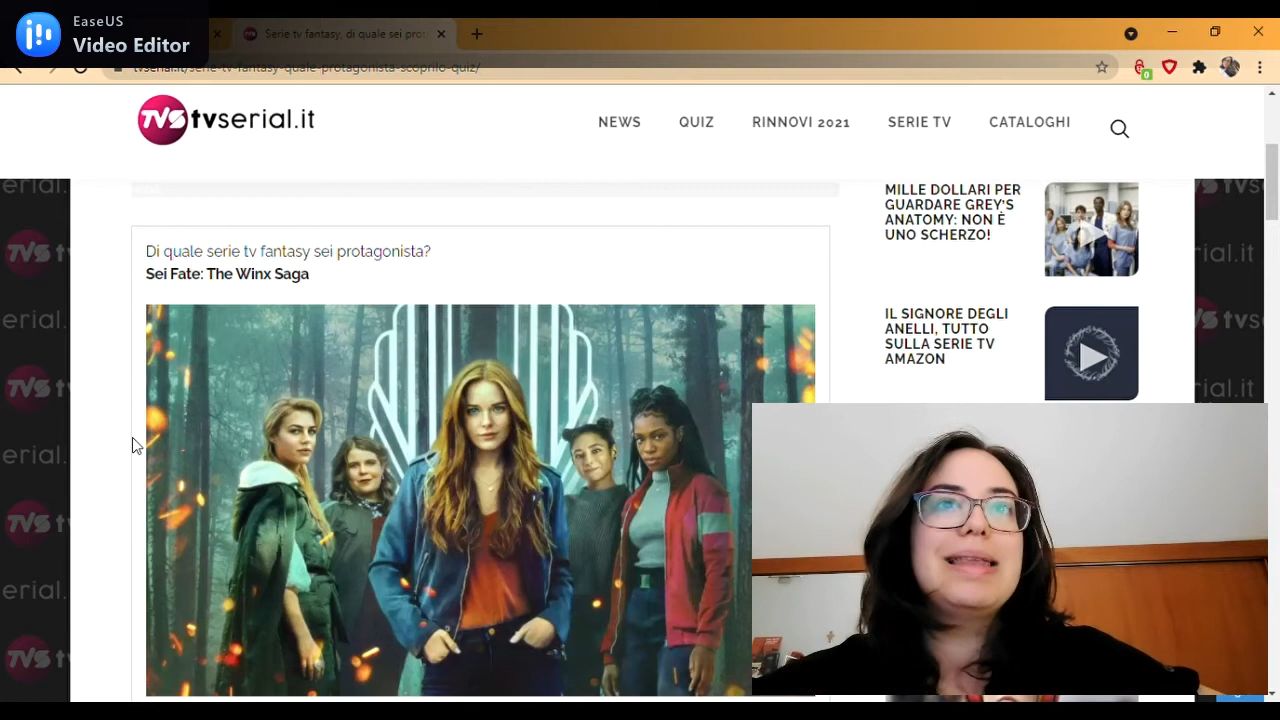 EaseUS
Video Editor
Serie tv fantasy, di quale sei pro
tvserial.it/serie-tv-fantasy-quale-protagonista-scoprilo-quiz/
0
TVS tvserial.it
NEWS
QUIZ
RINNOVI 2021
SERIE TV
CATALOGHI
Di quale serie tv fantasy sei protagonista?
Sei Fate: The Winx Saga
MILLE DOLLARI PER
GUARDARE GREY'S
ANATOMY: NON È
UNO SCHERZO!
IL SIGNORE DEGLI
ANELLI, TUTTO
SULLA SERIE TV
AMAZON